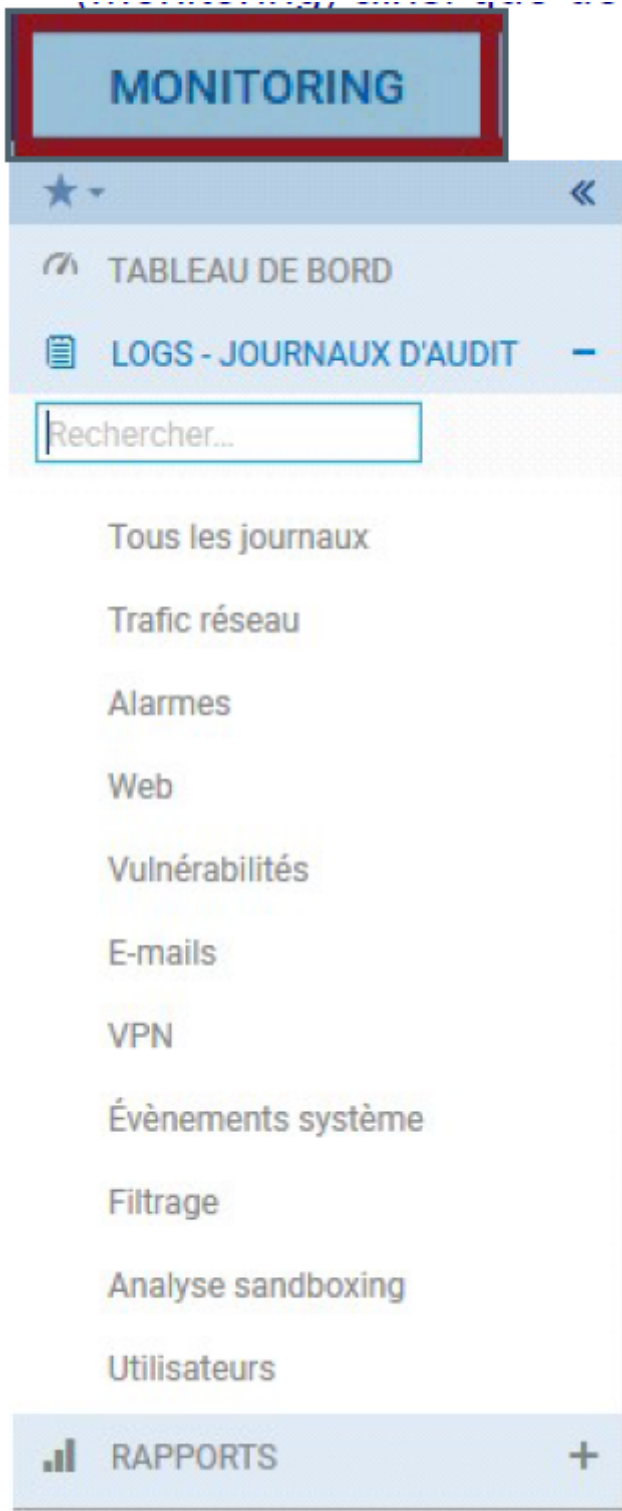 MONITORING
TABLEAU DE BORD
LOGS - JOURNAUX D'AUDIT
Rechercher...
Tous les journaux
Trafic réseau
Alarmes
Web
Vulnérabilités
E-mails
VPN
Évènements système
Filtrage
Analyse sandboxing
Utilisateurs
RAPPORTS